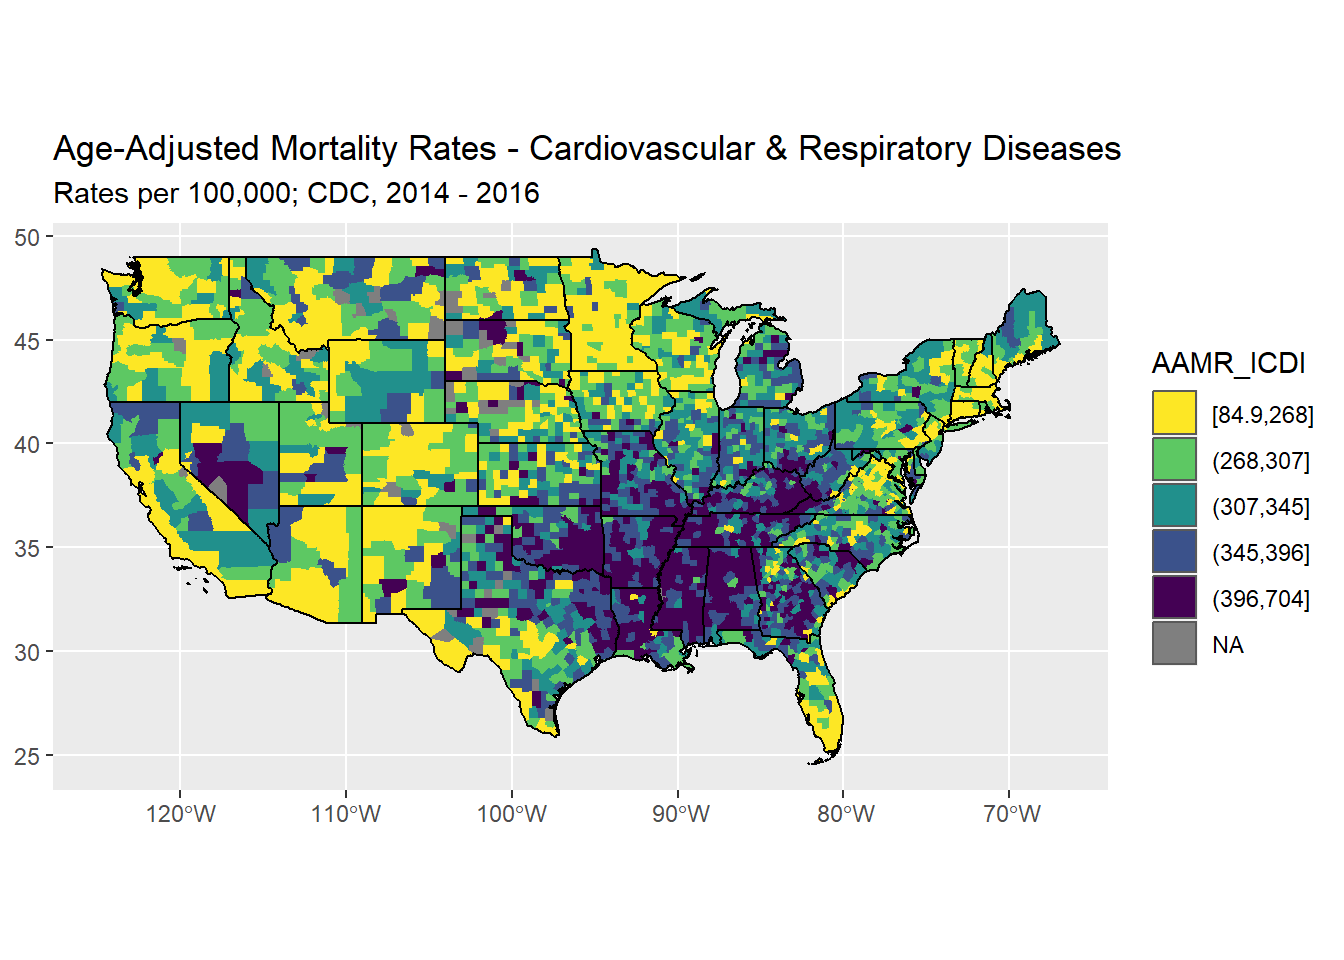 Age-Adjusted Mortality Rates - Cardiovascular & Respiratory Diseases
Rates per 100,000; CDC, 2014 - 2016
50
45
40
35
30
25
120°W 110°W 100°W 90°W 80°W 70°W
AAMR_ICDI
[84.9,268]
(268,307]
(307,345]
(345,396]
(396,704]
NA